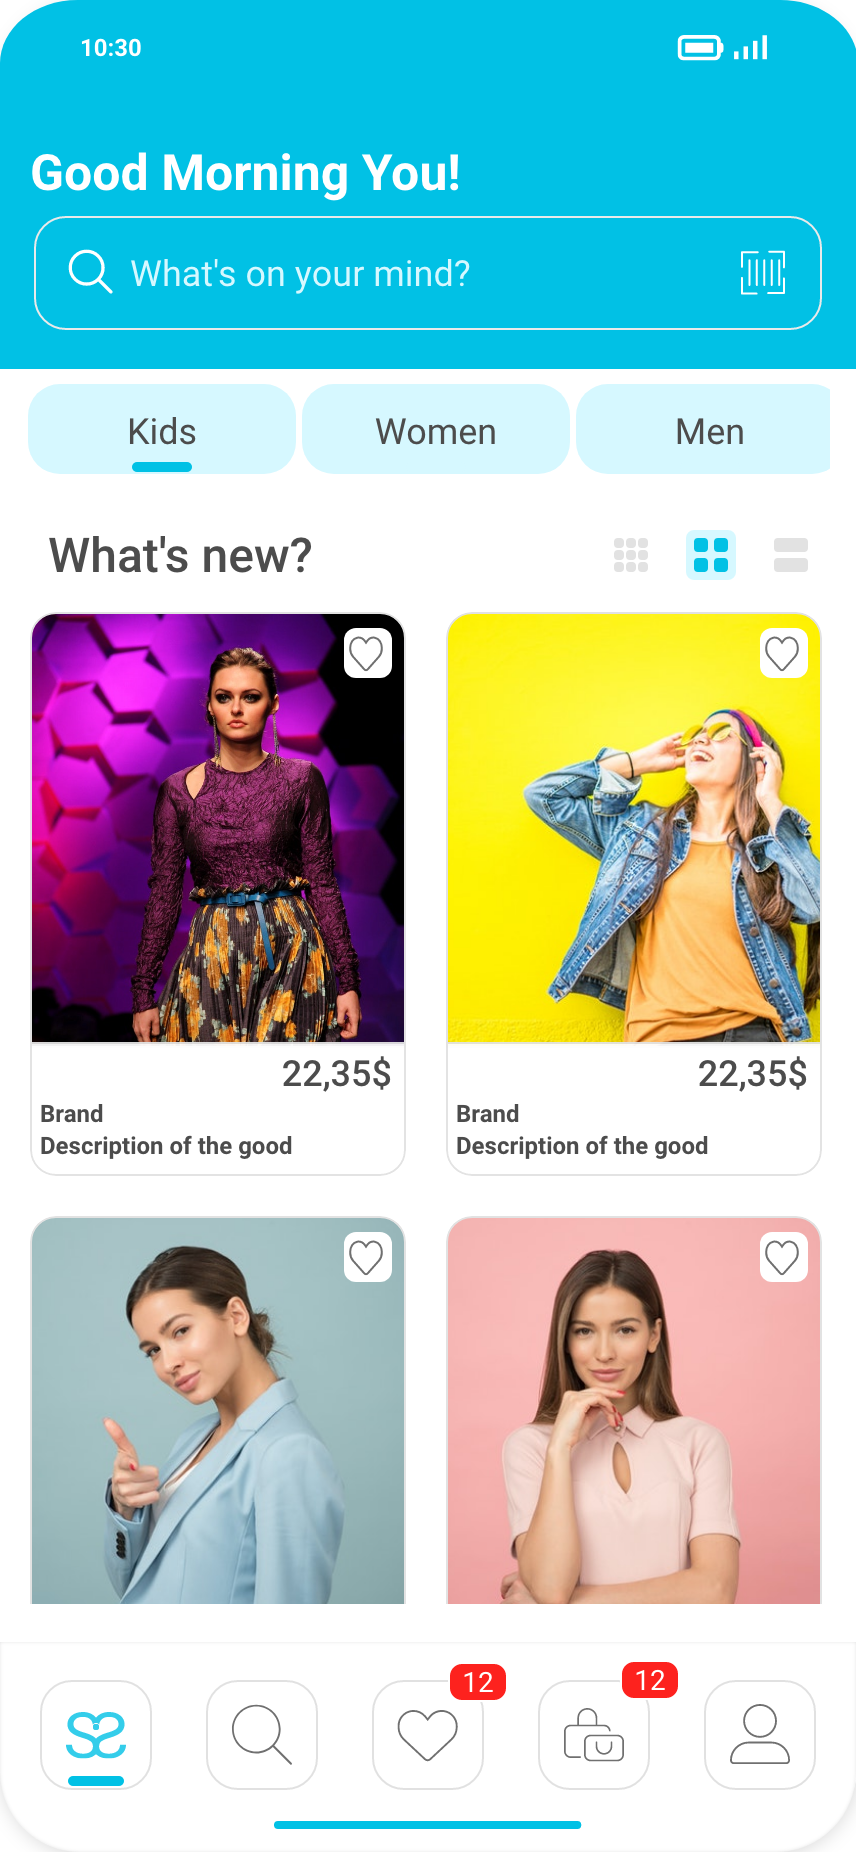 10:30
Good Morning You!
What's on your mind?
Kids
Women
Men
What's new?
22,35$
Brand
Description of the good
22,35$
Brand
Description of the good
12
12